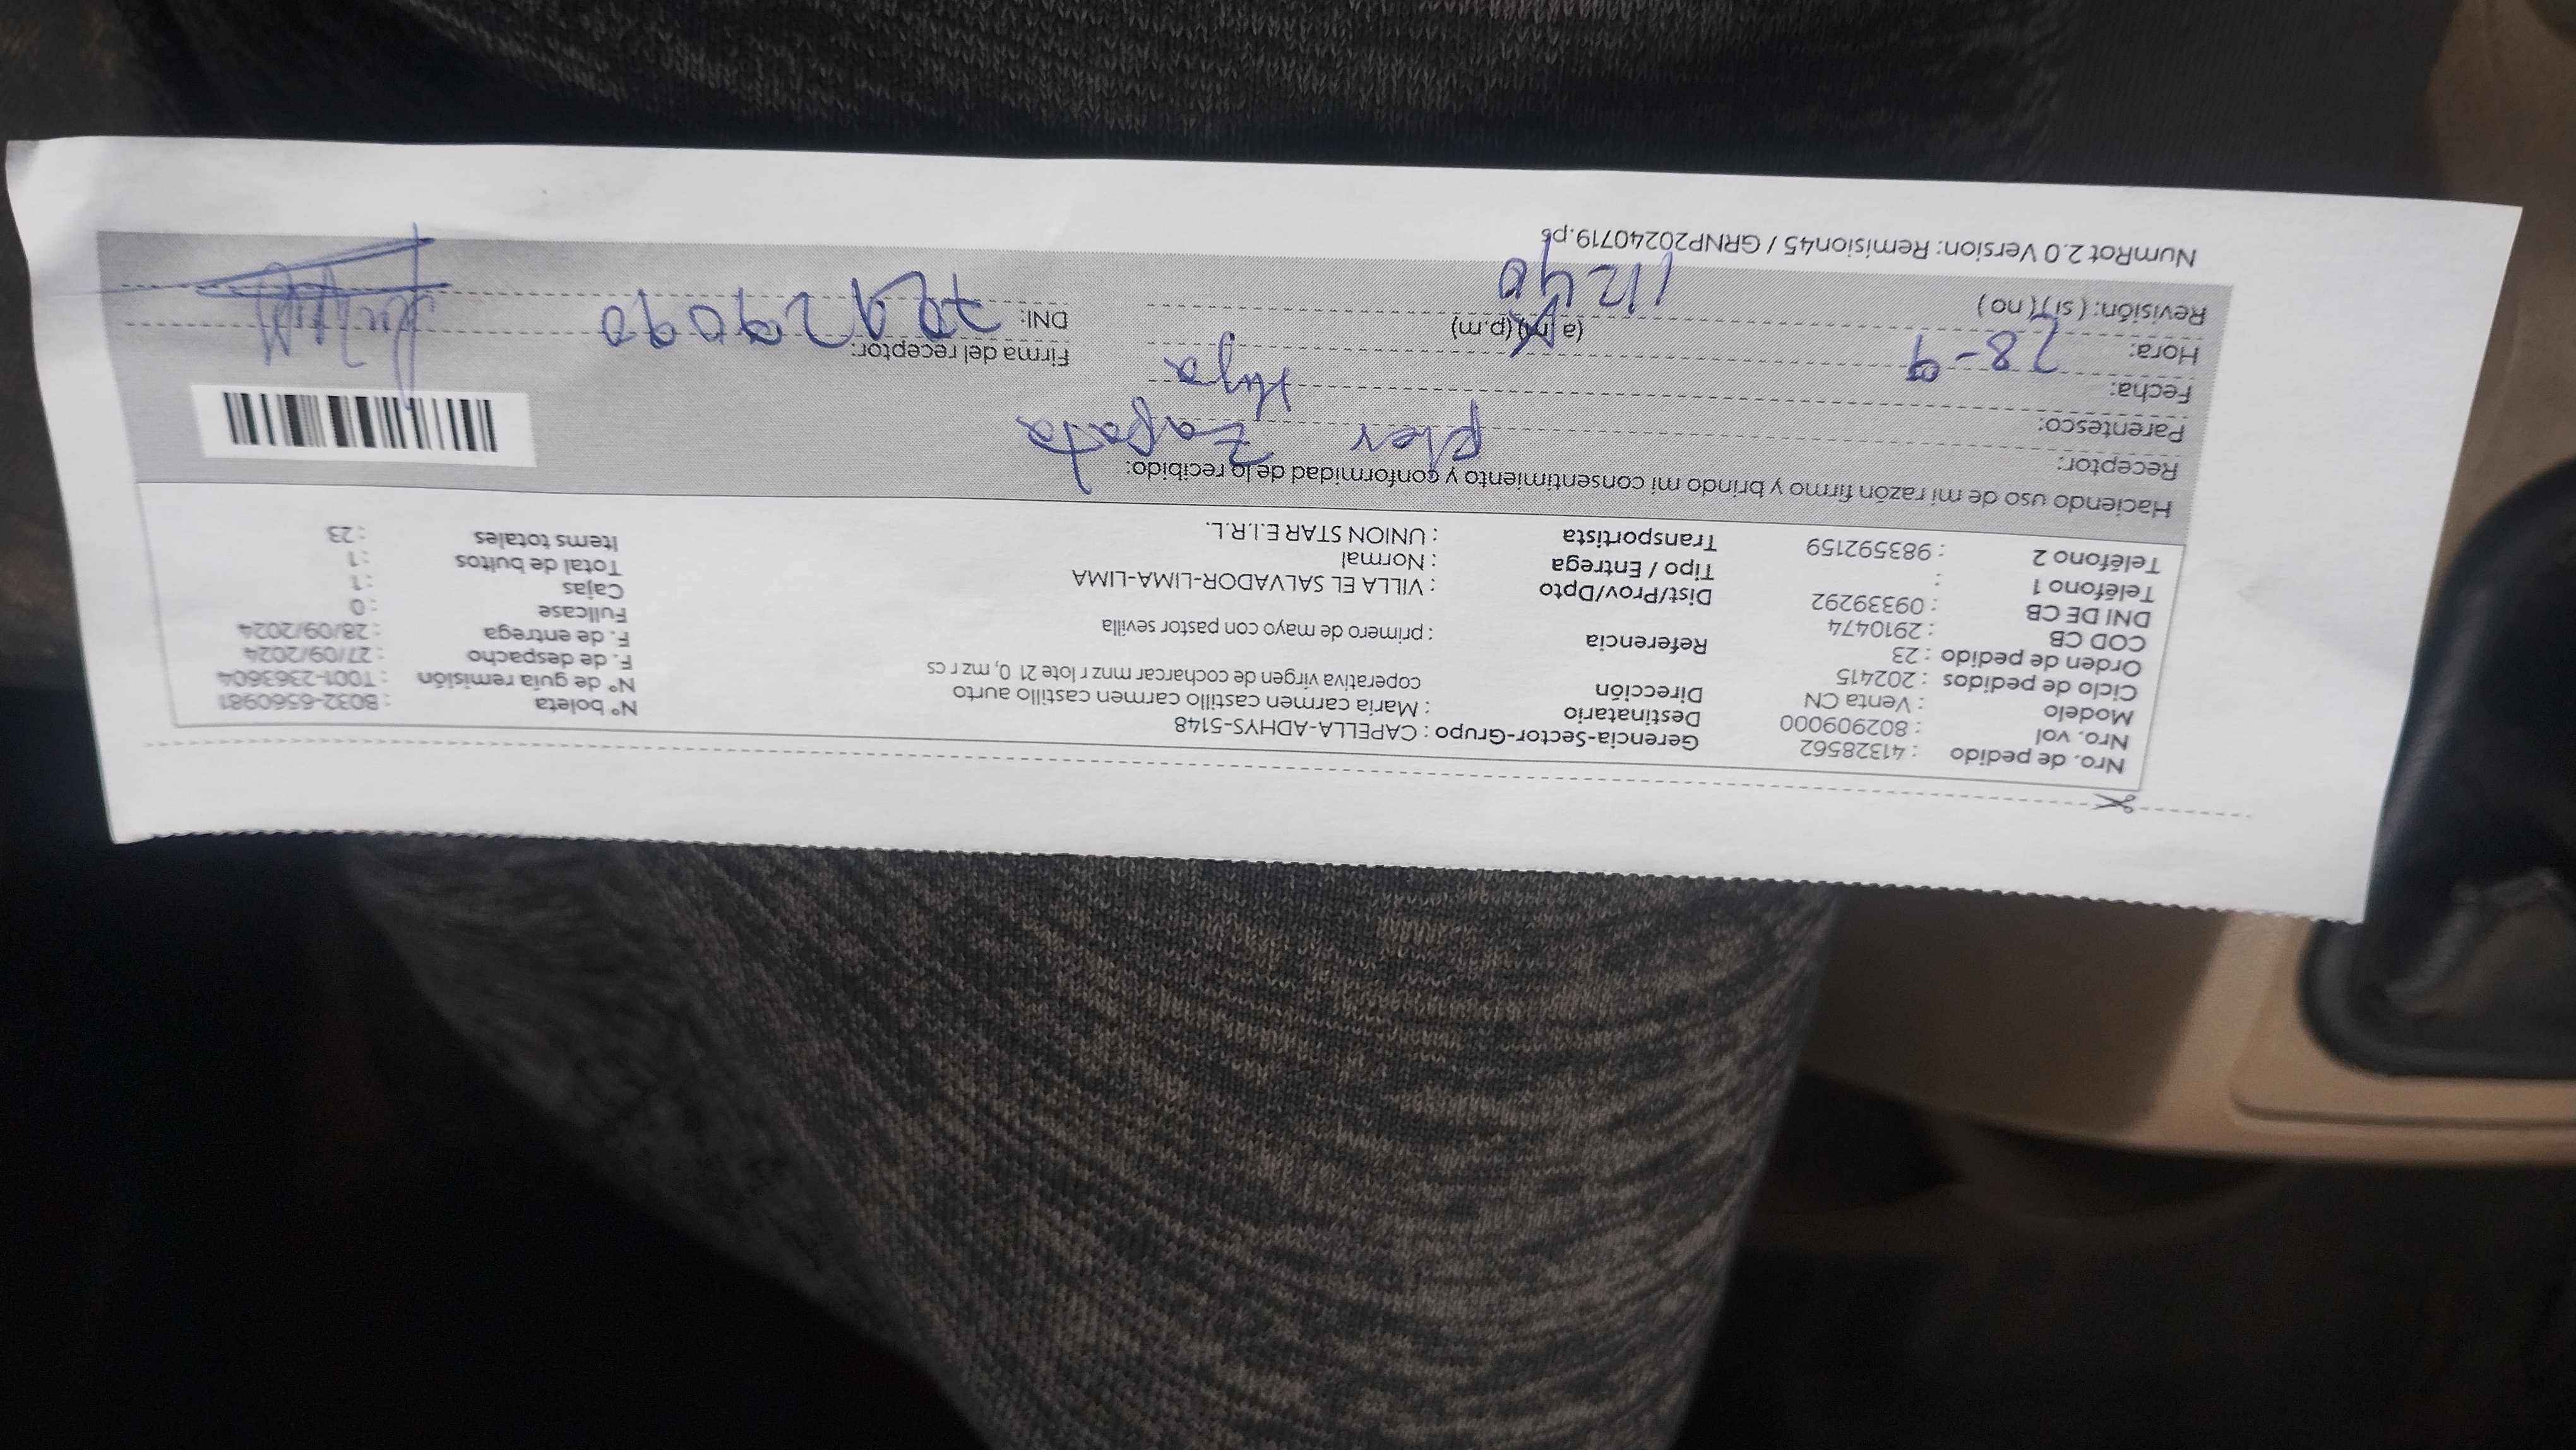 Nro. de pedido : 41328562 Gerencia-Sector-Grupo : CAPELLA-ADHYS-5148
Nro. vol : 802909000 Destinatario : Maria carmen castillo carmen castillo aurto N° boleta : B032-6560981
Modelo : Venta CN Dirección coperativa virgen de cocharcar mnz r lote 21 0, mz r cs N° de guía remisión : T001-2363604
Ciclo de pedidos : 202415 F. de despacho : 27/09/2024
Orden de pedido : 23 Referencia : primero de mayo con pastor sevilla F. de entrega : 28/09/2024
COD CB : 2910474 Fullcase : 0
DNI DE CB : 09339292 Dist/Prov/Dpto : VILLA EL SALVADOR-LIMA-LIMA Cajas : 1
Teléfono 1 : Tipo / Entrega : Normal Total de bultos : 1
Teléfono 2 : 983592159 Transportista : UNION STAR E.I.R.L. Items totales : 23
Haciendo uso de mi razón firmo y brindo mi consentimiento y conformidad de lo recibido:
Receptor: Zapata
Parentesco: Hija
Fecha: 28-9
Hora: (a.m)(p.m) 11240 Firma del receptor:
Revisión: ( si )( no ) DNI:
NumRot 2.0 Version: Remision45 / GRNP20240719.ps